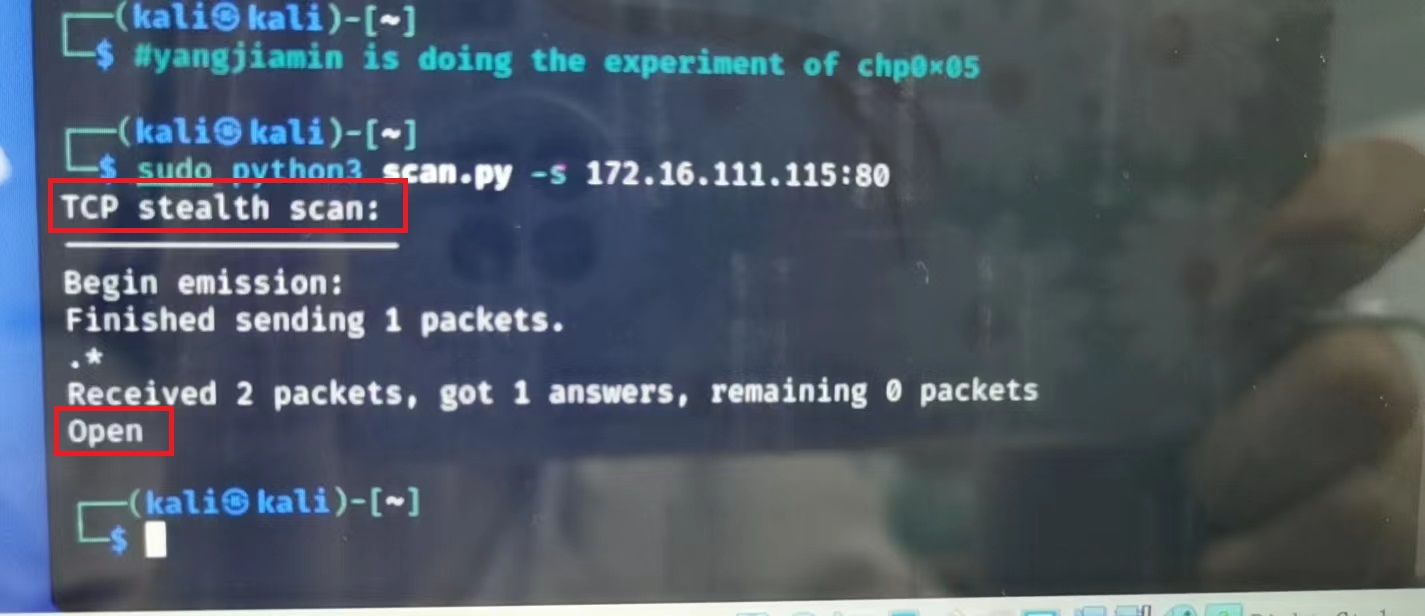 (kali㉿kali)-[~]
$ #yangjiamin is doing the experiment of chp0×05
(kali㉿kali)-[~]
$ sudo python3 scan.py -s 172.16.111.115:80
TCP stealth scan:
Begin emission:
Finished sending 1 packets.
.*
Received 2 packets, got 1 answers, remaining 0 packets
Open
(kali㉿kali)-[~]
$